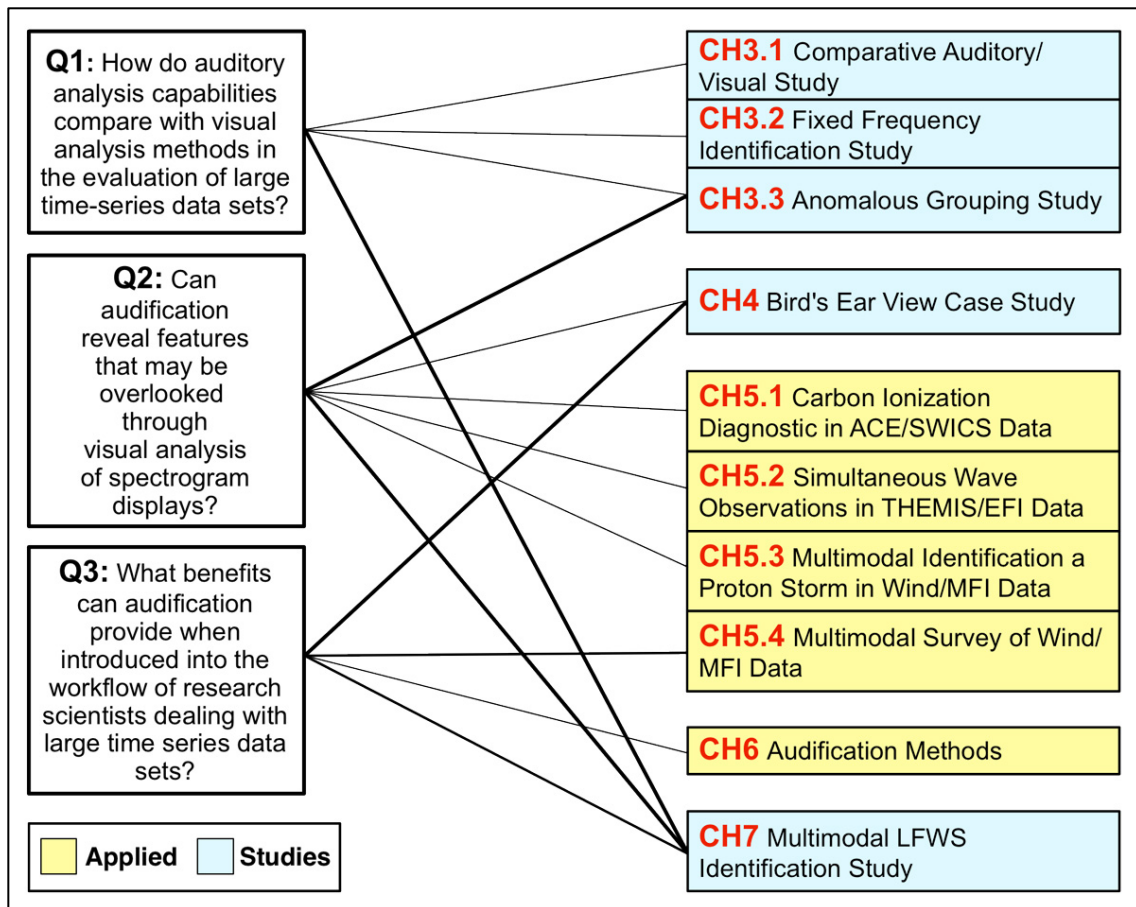 Q1: How do auditory
analysis capabilities
compare with visual
analysis methods in
the evaluation of large
time-series data sets?
Q2: Can
audification
reveal features
that may be
overlooked
through
visual analysis
of spectrogram
displays?
Q3: What benefits
can audification
provide when
introduced into the
workflow of research
scientists dealing with
large time series data
sets?
Applied
Studies
CH3.1 Comparative Auditory/
Visual Study
CH3.2 Fixed Frequency
Identification Study
CH3.3 Anomalous Grouping Study
CH4 Bird's Ear View Case Study
CH5.1 Carbon Ionization
Diagnostic in ACE/SWICS Data
CH5.2 Simultaneous Wave
Observations in THEMIS/EFI Data
CH5.3 Multimodal Identification a
Proton Storm in Wind/MFI Data
CH5.4 Multimodal Survey of Wind/
MFI Data
CH6 Audification Methods
CH7 Multimodal LFWS
Identification Study